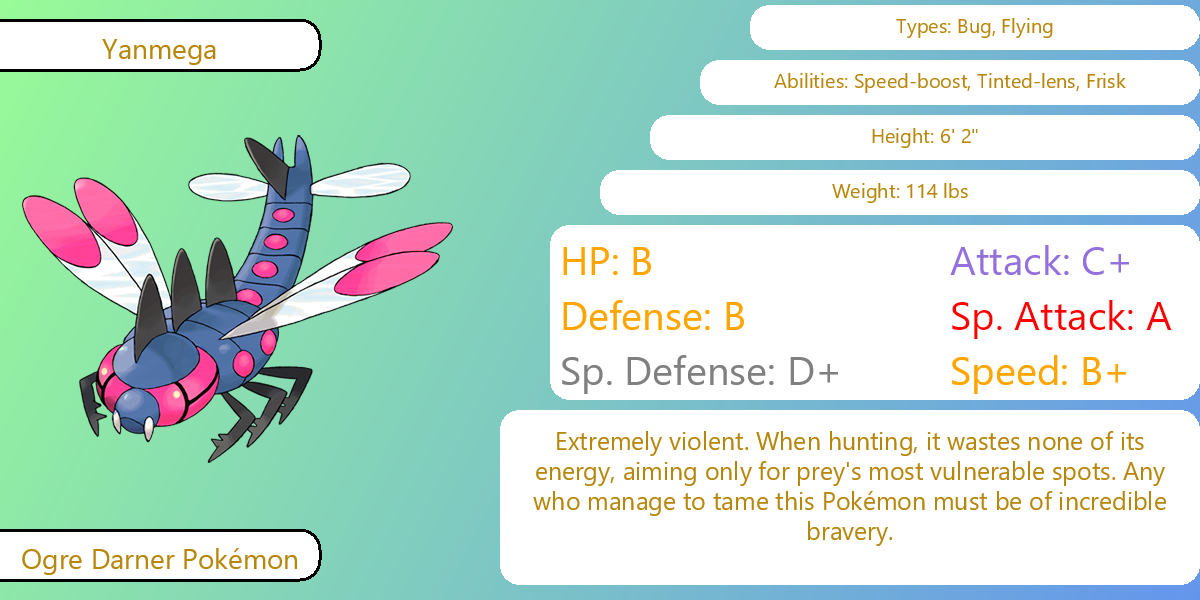 Yanmega
Types: Bug, Flying
Abilities: Speed-boost, Tinted-lens, Frisk
Height: 6' 2"
Weight: 114 lbs
HP: B
Attack: C+
Defense: B
Sp. Attack: A
Sp. Defense: D+
Speed: B+
Extremely violent. When hunting, it wastes none of its
energy, aiming only for prey's most vulnerable spots. Any
who manage to tame this Pokémon must be of incredible
bravery.
Ogre Darner Pokémon